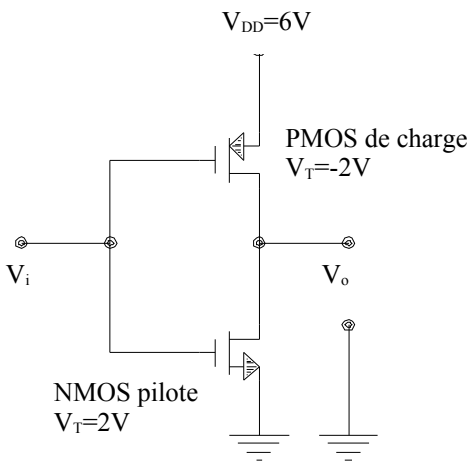 V_DD=6V
PMOS de charge
V_T=-2V
V_i
V_o
NMOS pilote
V_T=2V